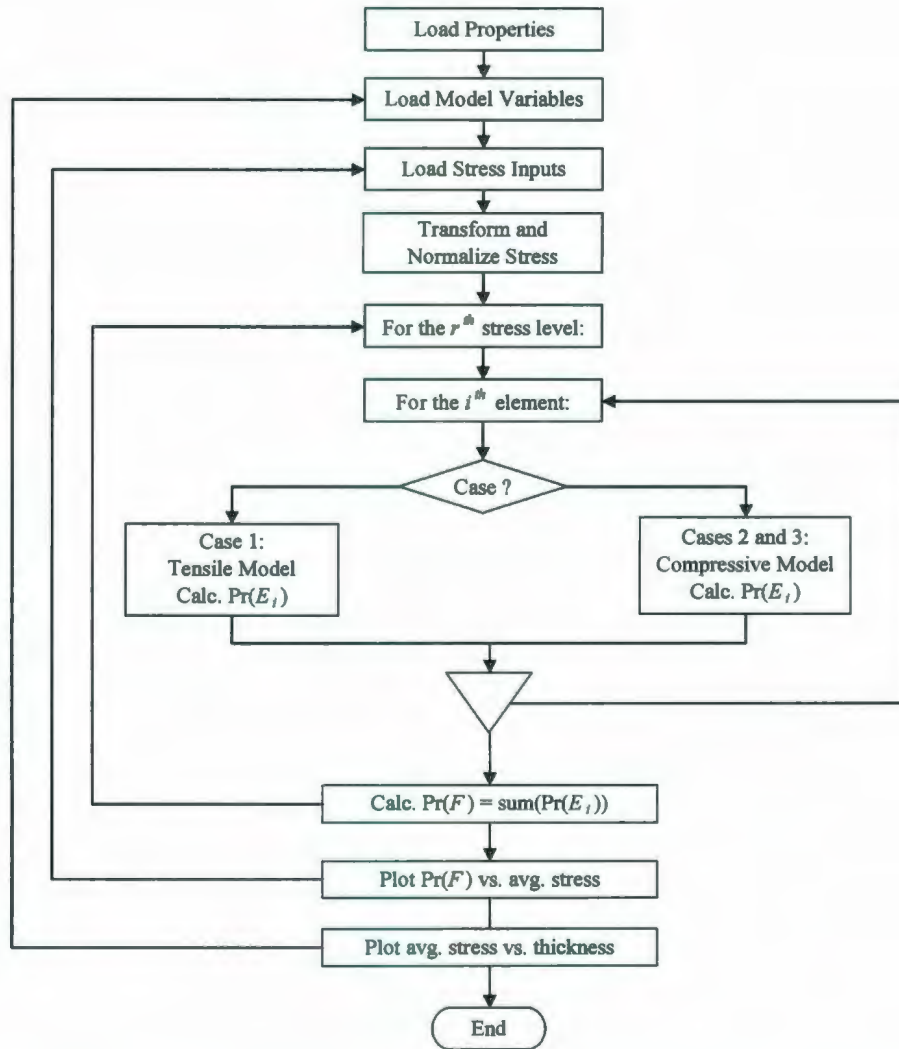 Load Properties
Load Model Variables
Load Stress Inputs
Transform and
Normalize Stress
For the r th stress level:
For the i th element:
Case ?
Case 1:
Tensile Model
Calc. Pr(E i)
Cases 2 and 3:
Compressive Model
Calc. Pr(E i)
Calc. Pr(F) = sum(Pr(E i))
Plot Pr(F) vs. avg. stress
Plot avg. stress vs. thickness
End